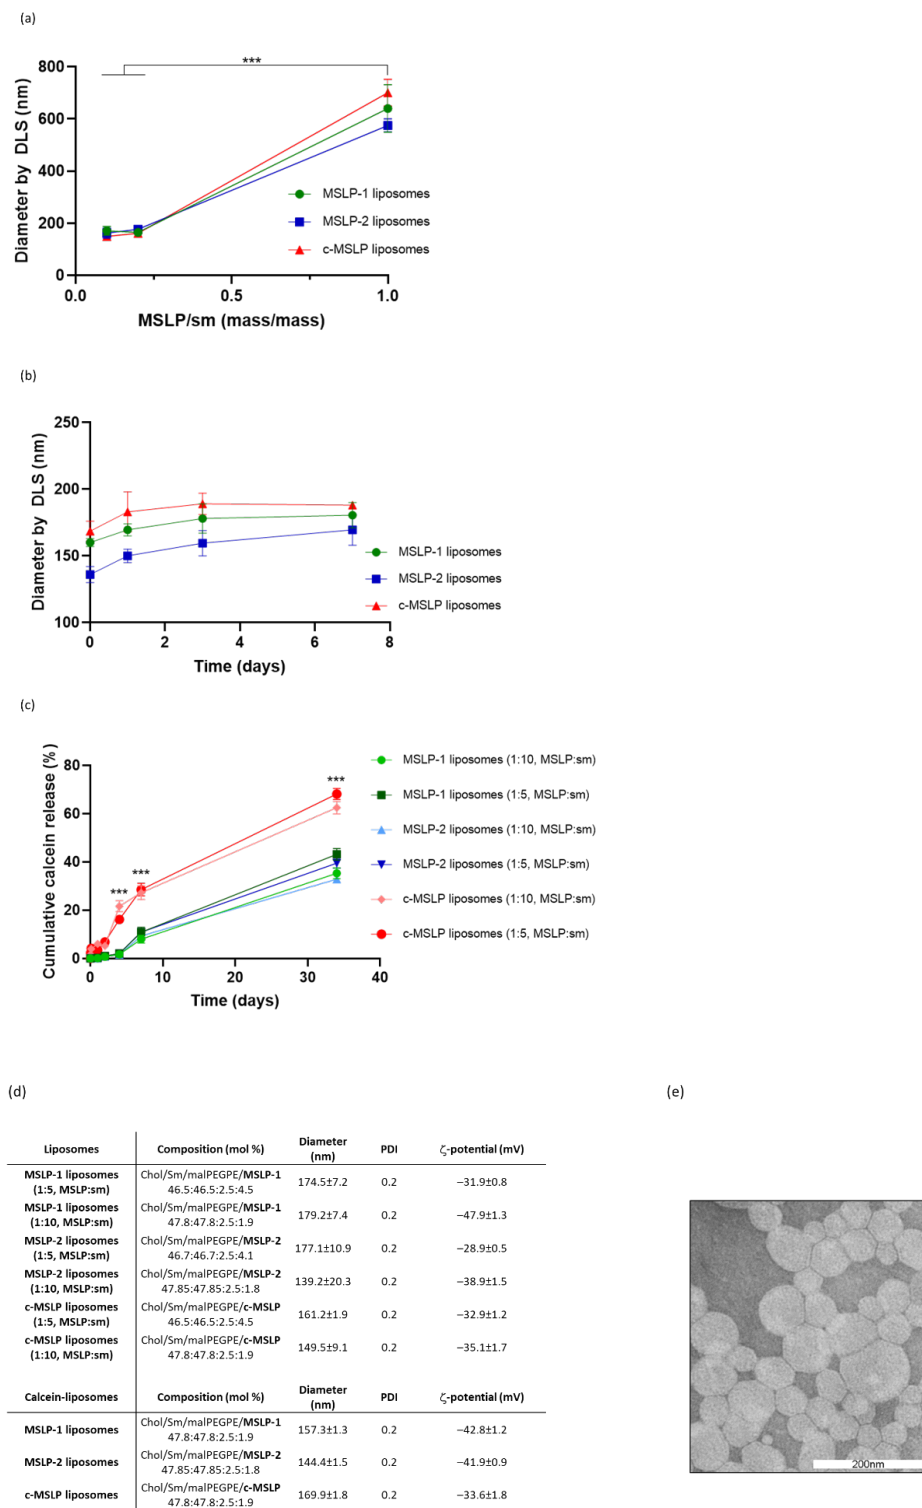 (a)
***
800
600
400
200
0
Diameter by DLS (nm)
MSLP-1 liposomes
MSLP-2 liposomes
c-MSLP liposomes
0.0
0.5
1.0
MSLP/sm (mass/mass)
(b)
250
200
150
100
Diameter by DLS (nm)
MSLP-1 liposomes
MSLP-2 liposomes
c-MSLP liposomes
0
2
4
6
8
Time (days)
(c)
80
60
40
20
0
Cumulative calcein release (%)
***
***
***
MSLP-1 liposomes (1:10, MSLP:sm)
MSLP-1 liposomes (1:5, MSLP:sm)
MSLP-2 liposomes (1:10, MSLP:sm)
MSLP-2 liposomes (1:5, MSLP:sm)
c-MSLP liposomes (1:10, MSLP:sm)
c-MSLP liposomes (1:5, MSLP:sm)
0
10
20
30
40
Time (days)
(d)
Liposomes Composition (mol %) Diameter (nm) PDI ζ-potential (mV)
MSLP-1 liposomes (1:5, MSLP:sm) Chol/Sm/malPEGPE/MSLP-1 46.5:46.5:2.5:4.5 174.5±7.2 0.2 −31.9±0.8
MSLP-1 liposomes (1:10, MSLP:sm) Chol/Sm/malPEGPE/MSLP-1 47.8:47.8:2.5:1.9 179.2±7.4 0.2 −47.9±1.3
MSLP-2 liposomes (1:5, MSLP:sm) Chol/Sm/malPEGPE/MSLP-2 46.7:46.7:2.5:4.1 177.1±10.9 0.2 −28.9±0.5
MSLP-2 liposomes (1:10, MSLP:sm) Chol/Sm/malPEGPE/MSLP-2 47.85:47.85:2.5:1.8 139.2±20.3 0.2 −38.9±1.5
c-MSLP liposomes (1:5, MSLP:sm) Chol/Sm/malPEGPE/c-MSLP 46.5:46.5:2.5:4.5 161.2±1.9 0.2 −32.9±1.2
c-MSLP liposomes (1:10, MSLP:sm) Chol/Sm/malPEGPE/c-MSLP 47.8:47.8:2.5:1.9 149.5±9.1 0.2 −35.1±1.7
Calcein-liposomes Composition (mol %) Diameter (nm) PDI ζ-potential (mV)
MSLP-1 liposomes Chol/Sm/malPEGPE/MSLP-1 47.8:47.8:2.5:1.9 157.3±1.3 0.2 −42.8±1.2
MSLP-2 liposomes Chol/Sm/malPEGPE/MSLP-2 47.85:47.85:2.5:1.8 144.4±1.5 0.2 −41.9±0.9
c-MSLP liposomes Chol/Sm/malPEGPE/c-MSLP 47.8:47.8:2.5:1.9 169.9±1.8 0.2 −33.6±1.8
(e)
200nm